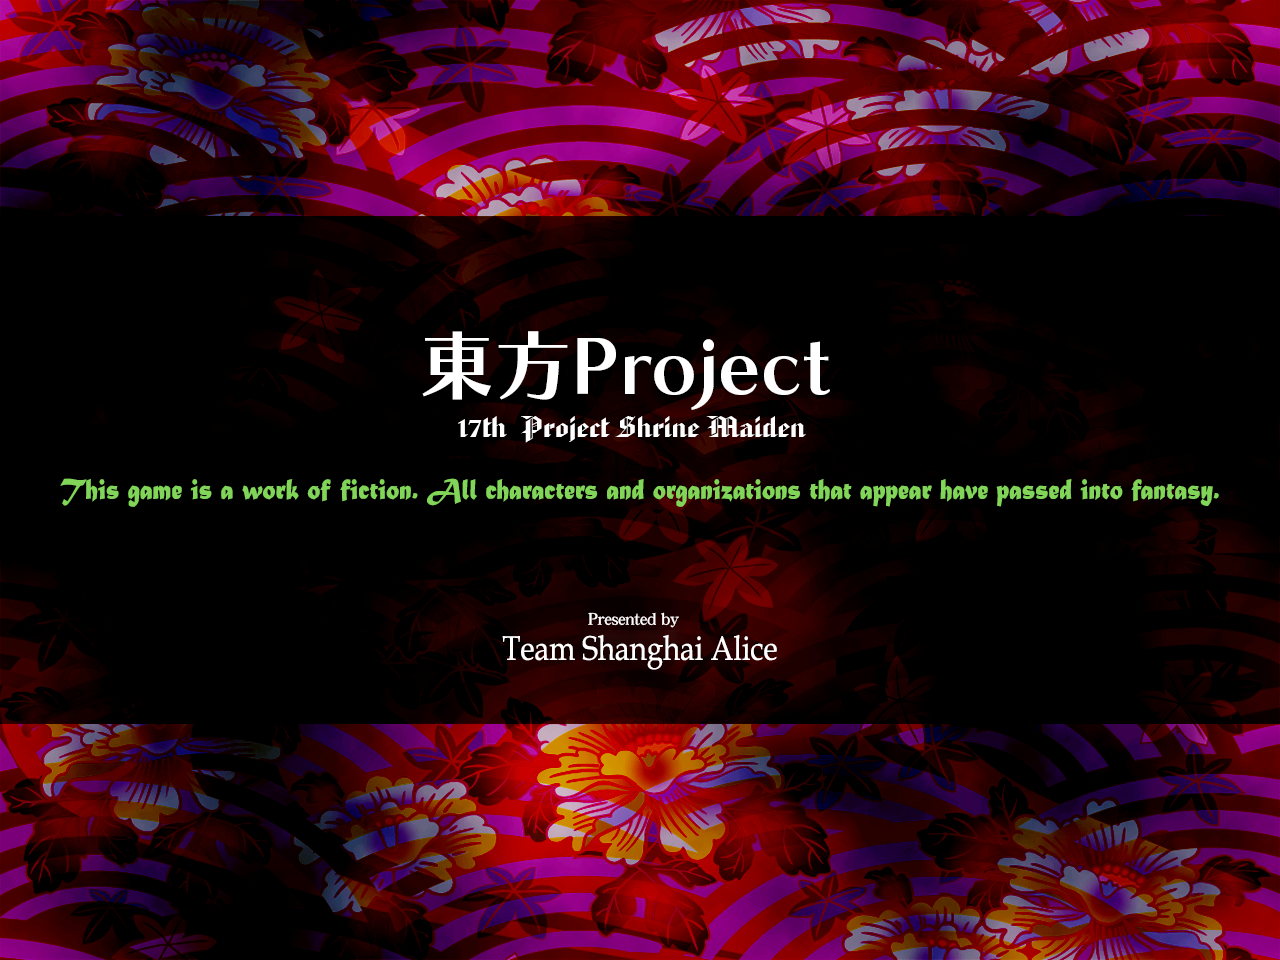 東方Project
17th Project Shrine Maiden
This game is a work of fiction. All characters and organizations that appear have passed into fantasy.
Presented by
Team Shanghai Alice